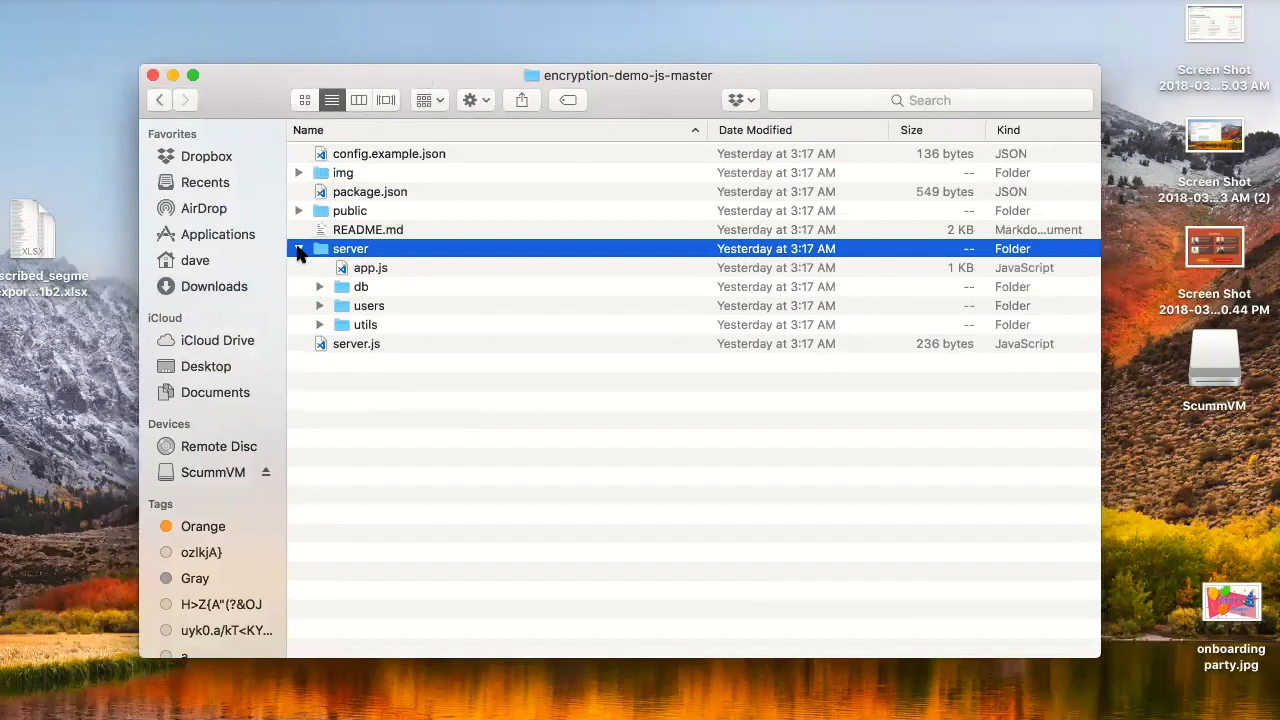 encryption-demo-js-master
Search
Name Date Modified Size Kind
config.example.json Yesterday at 3:17 AM 136 bytes JSON
img Yesterday at 3:17 AM -- Folder
package.json Yesterday at 3:17 AM 549 bytes JSON
public Yesterday at 3:17 AM -- Folder
README.md Yesterday at 3:17 AM 2 KB Markdo...ument
server Yesterday at 3:17 AM -- Folder
app.js Yesterday at 3:17 AM 1 KB JavaScript
db Yesterday at 3:17 AM -- Folder
users Yesterday at 3:17 AM -- Folder
utils Yesterday at 3:17 AM -- Folder
server.js Yesterday at 3:17 AM 236 bytes JavaScript
Favorites
Dropbox
Recents
AirDrop
Applications
dave
Downloads
iCloud
iCloud Drive
Desktop
Documents
Devices
Remote Disc
ScummVM
Tags
Orange
ozlkjA}
Gray
H>Z{A"(?&OJ
uyk0.a/kT<KY...
a
XLSX
scribed_segme
expor...1b2.xlsx
Screen Shot
2018-03...5.03 AM
Screen Shot
2018-03...3 AM (2)
Screen Shot
2018-03...0.44 PM
ScummVM
onboarding
party.jpg